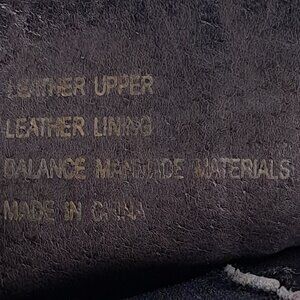 LEATHER UPPER
LEATHER LINING
BALANCE MANMADE MATERIALS
MADE IN CHINA